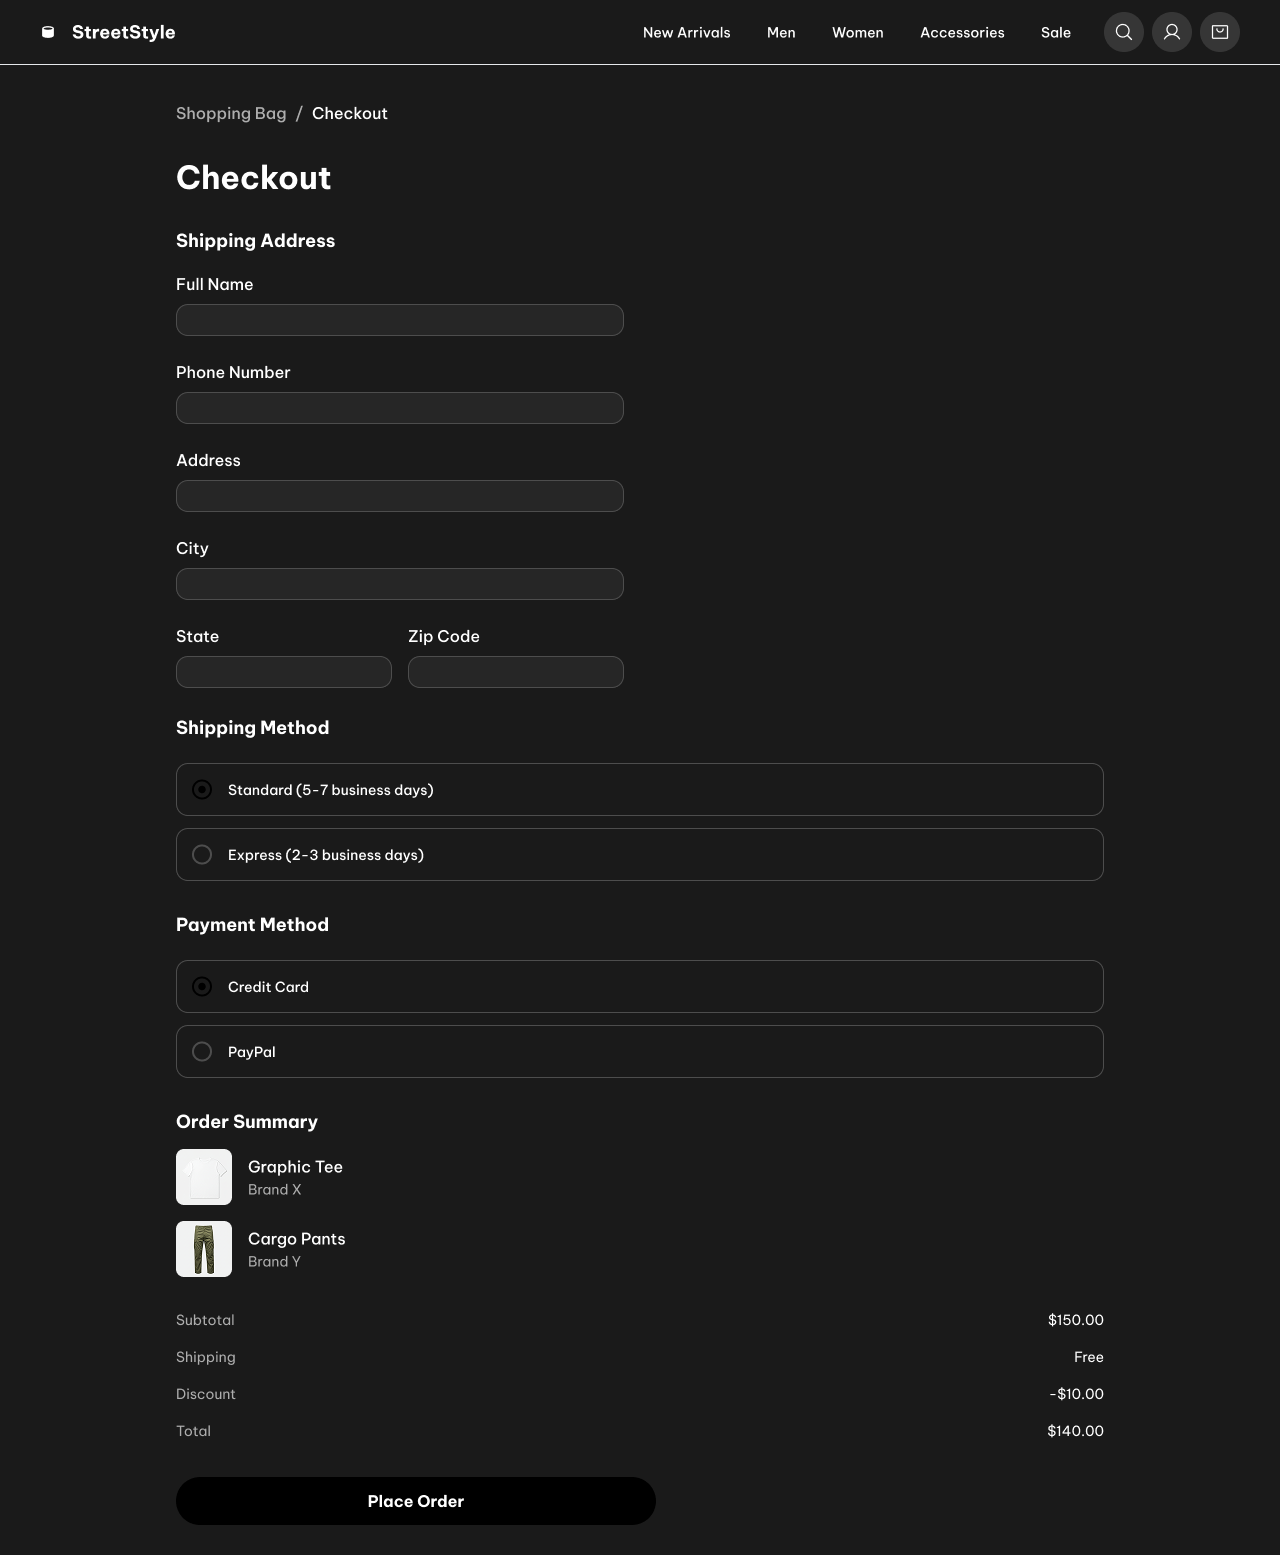 StreetStyle
New Arrivals Men Women Accessories Sale
Shopping Bag / Checkout
Checkout
Shipping Address
Full Name
Phone Number
Address
City
State Zip Code
Shipping Method
Standard (5-7 business days)
Express (2-3 business days)
Payment Method
Credit Card
PayPal
Order Summary
Graphic Tee
Brand X
Cargo Pants
Brand Y
Subtotal $150.00
Shipping Free
Discount -$10.00
Total $140.00
Place Order